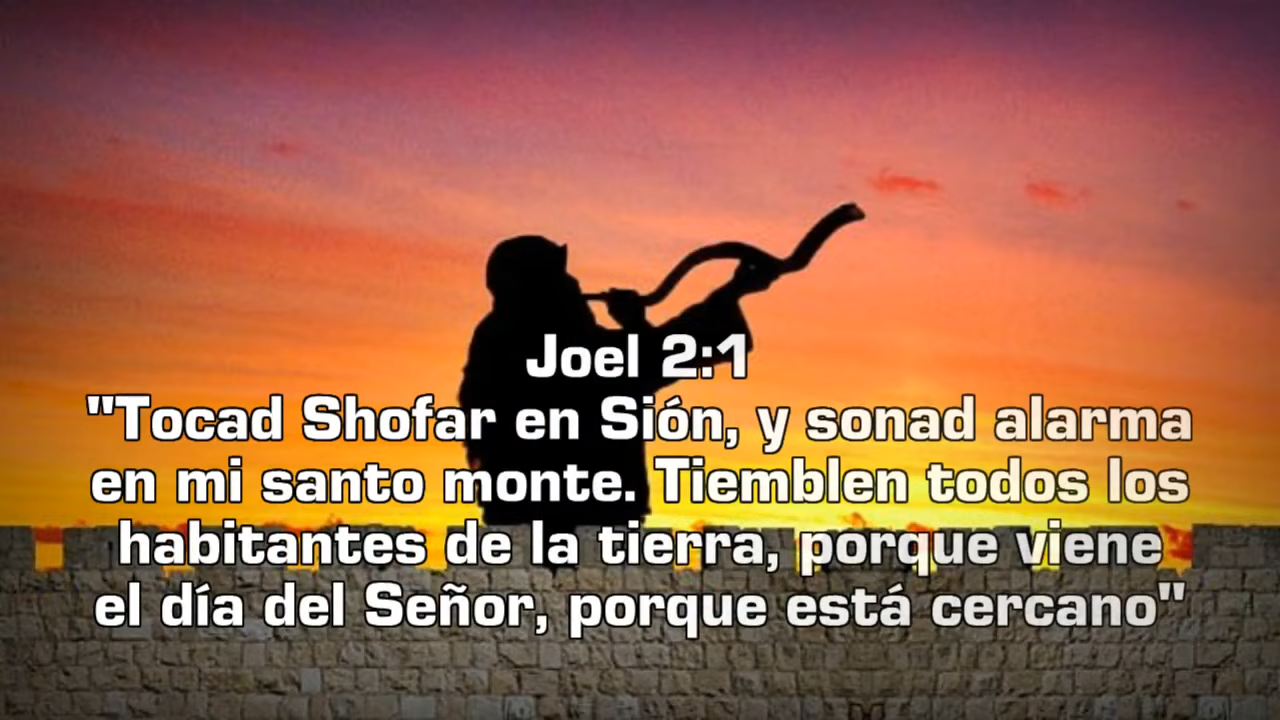 Joel 2:1
"Tocad Shofar en Sión, y sonad alarma
en mi santo monte. Tiemblen todos los
habitantes de la tierra, porque viene
el día del Señor, porque está cercano"